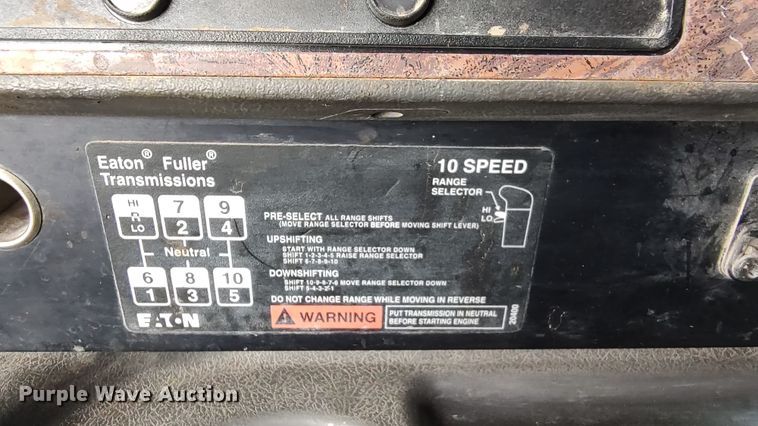 Eaton® Fuller®
Transmissions
10 SPEED
RANGE
SELECTOR
HI
LO
HI
R
LO
7
2
9
4
Neutral
6
1
8
3
10
5
EATON
PRE-SELECT ALL RANGE SHIFTS
(MOVE RANGE SELECTOR BEFORE MOVING SHIFT LEVER)
UPSHIFTING
START WITH RANGE SELECTOR DOWN
SHIFT 1-2-3-4-5 RAISE RANGE SELECTOR
SHIFT 6-7-8-9-10
DOWNSHIFTING
SHIFT 10-9-8-7-6 MOVE RANGE SELECTOR DOWN
SHIFT 5-4-3-2-1
DO NOT CHANGE RANGE WHILE MOVING IN REVERSE
WARNING
PUT TRANSMISSION IN NEUTRAL
BEFORE STARTING ENGINE
20400
Purple Wave Auction